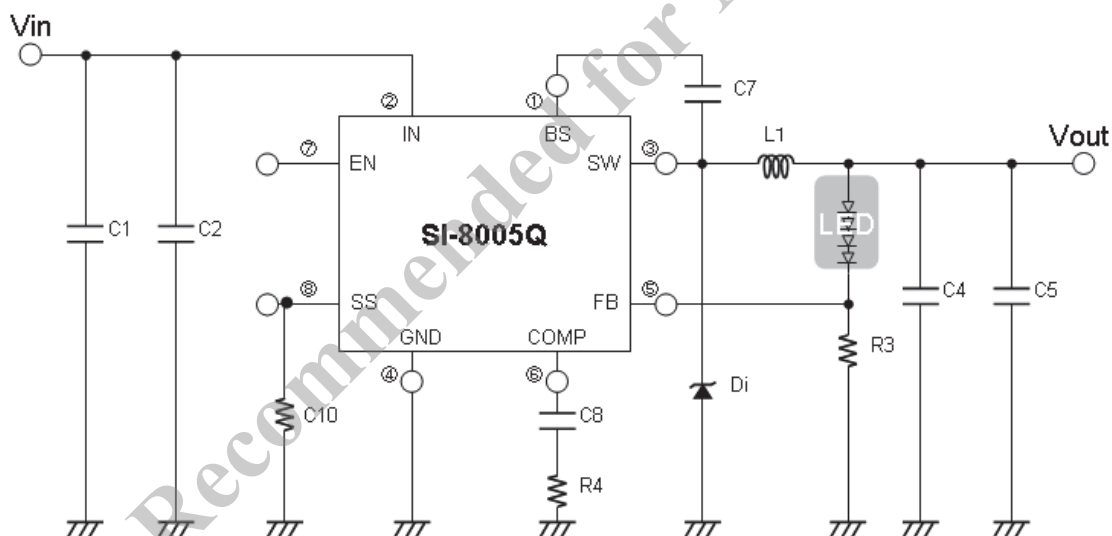 Vin
Recommended for
②
①
C7
IN
BS
L1
Vout
⑦
EN
SW
③
C1
C2
SI-8005Q
LED
⑧
SS
FB
⑤
C4
C5
GND
COMP
R3
④
⑥
Di
C10
C8
R4